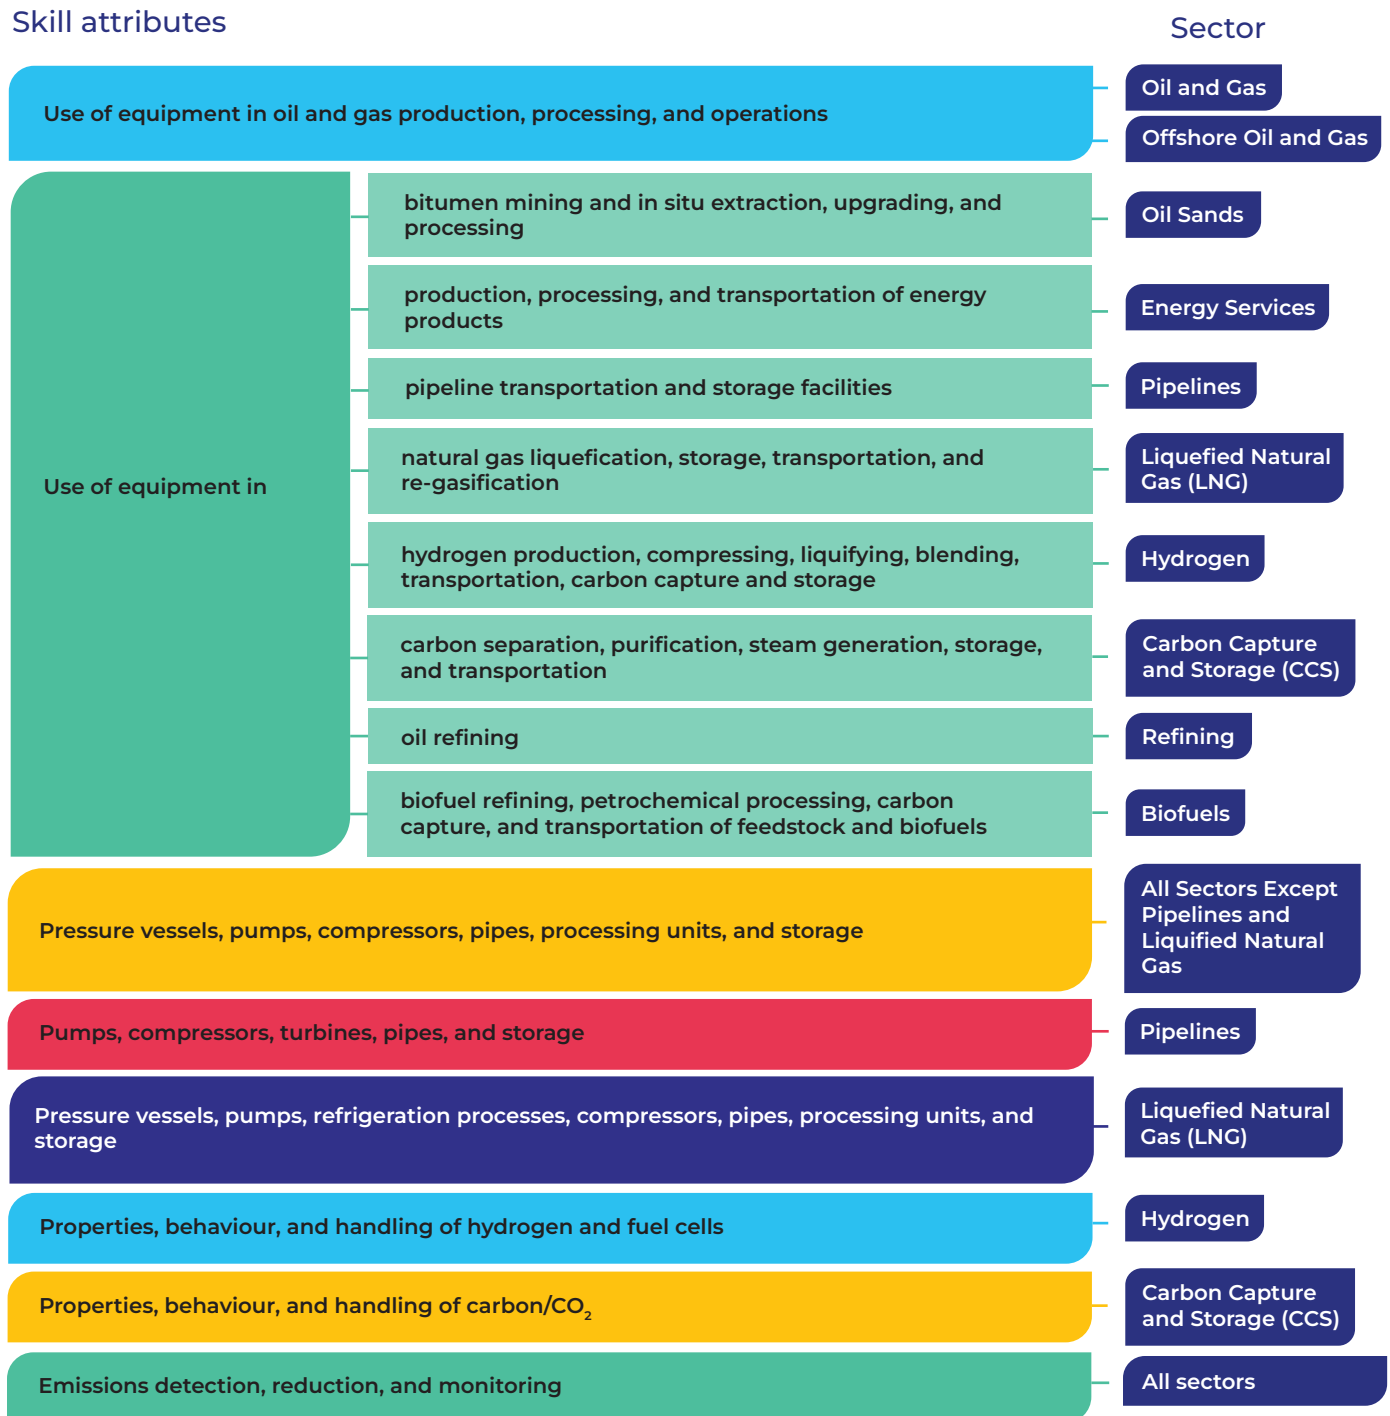 Skill attributes
Sector
Use of equipment in oil and gas production, processing, and operations
Oil and Gas
Offshore Oil and Gas
Use of equipment in
bitumen mining and in situ extraction, upgrading, and
processing
Oil Sands
production, processing, and transportation of energy
products
Energy Services
pipeline transportation and storage facilities
Pipelines
natural gas liquefication, storage, transportation, and
re-gasification
Liquefied Natural
Gas (LNG)
hydrogen production, compressing, liquifying, blending,
transportation, carbon capture and storage
Hydrogen
carbon separation, purification, steam generation, storage,
and transportation
Carbon Capture
and Storage (CCS)
oil refining
Refining
biofuel refining, petrochemical processing, carbon
capture, and transportation of feedstock and biofuels
Biofuels
Pressure vessels, pumps, compressors, pipes, processing units, and storage
All Sectors Except
Pipelines and
Liquified Natural
Gas
Pumps, compressors, turbines, pipes, and storage
Pipelines
Pressure vessels, pumps, refrigeration processes, compressors, pipes, processing units, and
storage
Liquefied Natural
Gas (LNG)
Properties, behaviour, and handling of hydrogen and fuel cells
Hydrogen
Properties, behaviour, and handling of carbon/CO₂
Carbon Capture
and Storage (CCS)
Emissions detection, reduction, and monitoring
All sectors